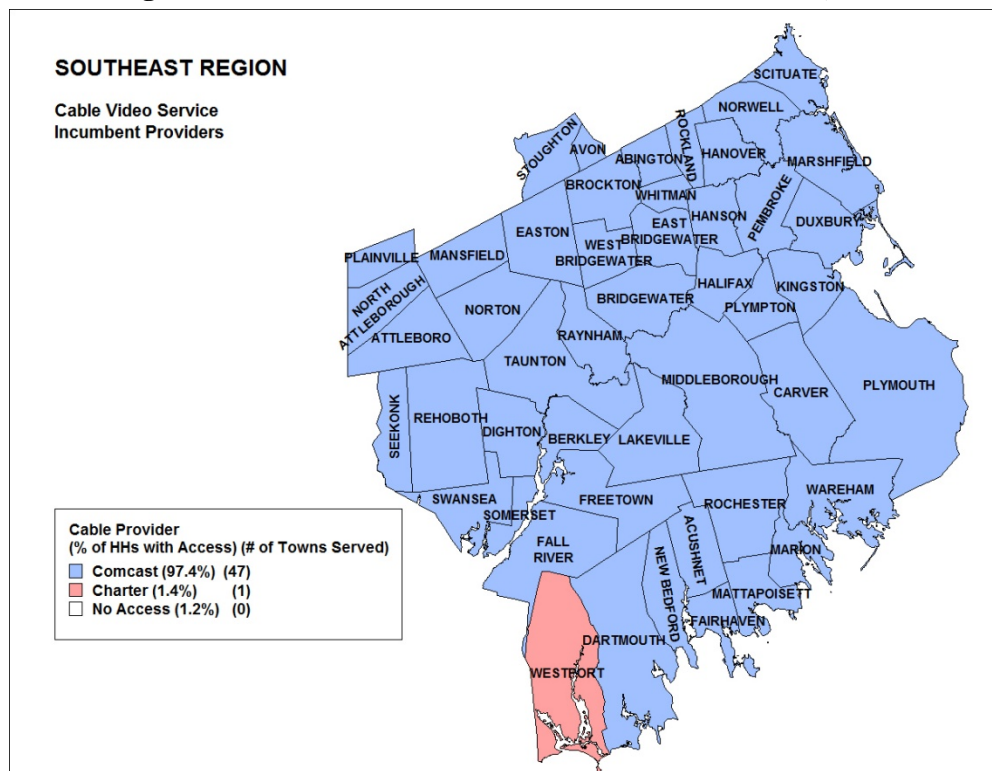 SOUTHEAST REGION
Cable Video Service
Incumbent Providers
SCITUATE
NORWELL
ROCKLAND
HANOVER
MARSHFIELD
STOUGHTON
AVON
ABINGTON
BROCKTON
WHITMAN
HANSON
PEMBROKE
DUXBURY
EASTON
WEST
BRIDGEWATER
EAST
BRIDGEWATER
PLAINVILLE
MANSFIELD
NORTH
ATTLEBOROUGH
ATTLEBORO
NORTON
BRIDGEWATER
HALIFAX
KINGSTON
PLYMPTON
RAYNHAM
TAUNTON
MIDDLEBOROUGH
CARVER
PLYMOUTH
SEEKONK
REHOBOTH
DIGHTON
BERKLEY
LAKEVILLE
SWANSEA
SOMERSET
FREETOWN
ROCHESTER
WAREHAM
FALL
RIVER
ACUSHNET
MARION
NEW BEDFORD
MATTAPOISETT
FAIRHAVEN
DARTMOUTH
WESTPORT
Cable Provider
(% of HHs with Access) (# of Towns Served)
Comcast (97.4%) (47)
Charter (1.4%) (1)
No Access (1.2%) (0)